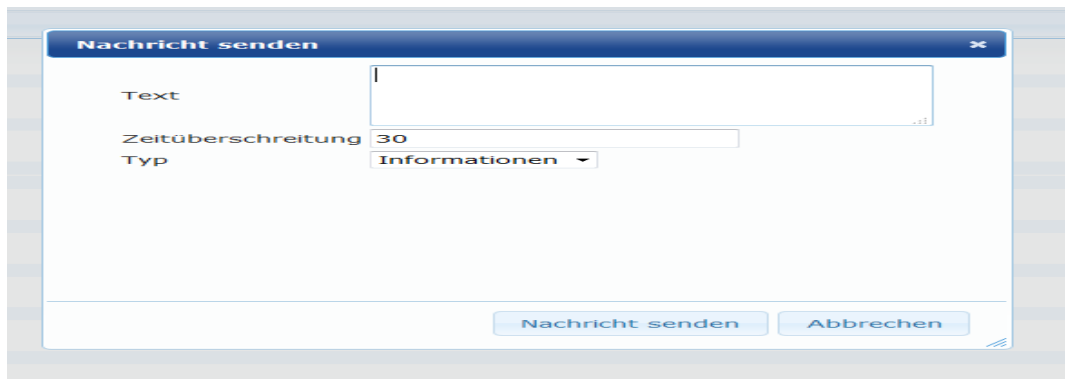 Nachricht senden
Text
Zeitüberschreitung 30
Typ Informationen
Nachricht senden Abbrechen